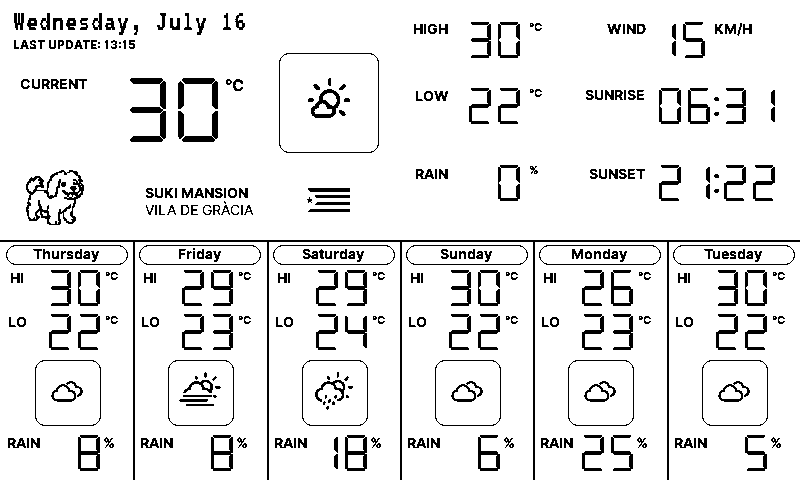 Wednesday, July 16
LAST UPDATE: 13:15
CURRENT 30 °C
SUKI MANSION
VILA DE GRÀCIA
HIGH 30 °C
LOW 22 °C
RAIN 0 %
WIND 15 KM/H
SUNRISE 06:31
SUNSET 21:22
Thursday
HI 30 °C
LO 22 °C
RAIN 8 %
Friday
HI 29 °C
LO 23 °C
RAIN 8 %
Saturday
HI 29 °C
LO 24 °C
RAIN 18 %
Sunday
HI 30 °C
LO 22 °C
RAIN 6 %
Monday
HI 26 °C
LO 23 °C
RAIN 25 %
Tuesday
HI 30 °C
LO 22 °C
RAIN 5 %